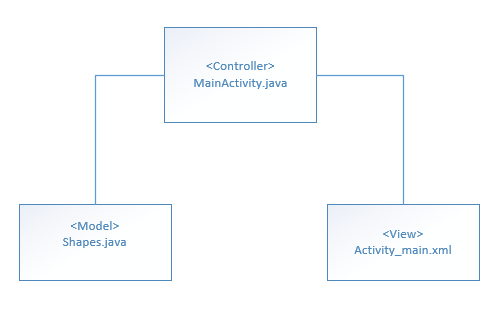 <Controller>
MainActivity.java
<Model>
Shapes.java
<View>
Activity_main.xml